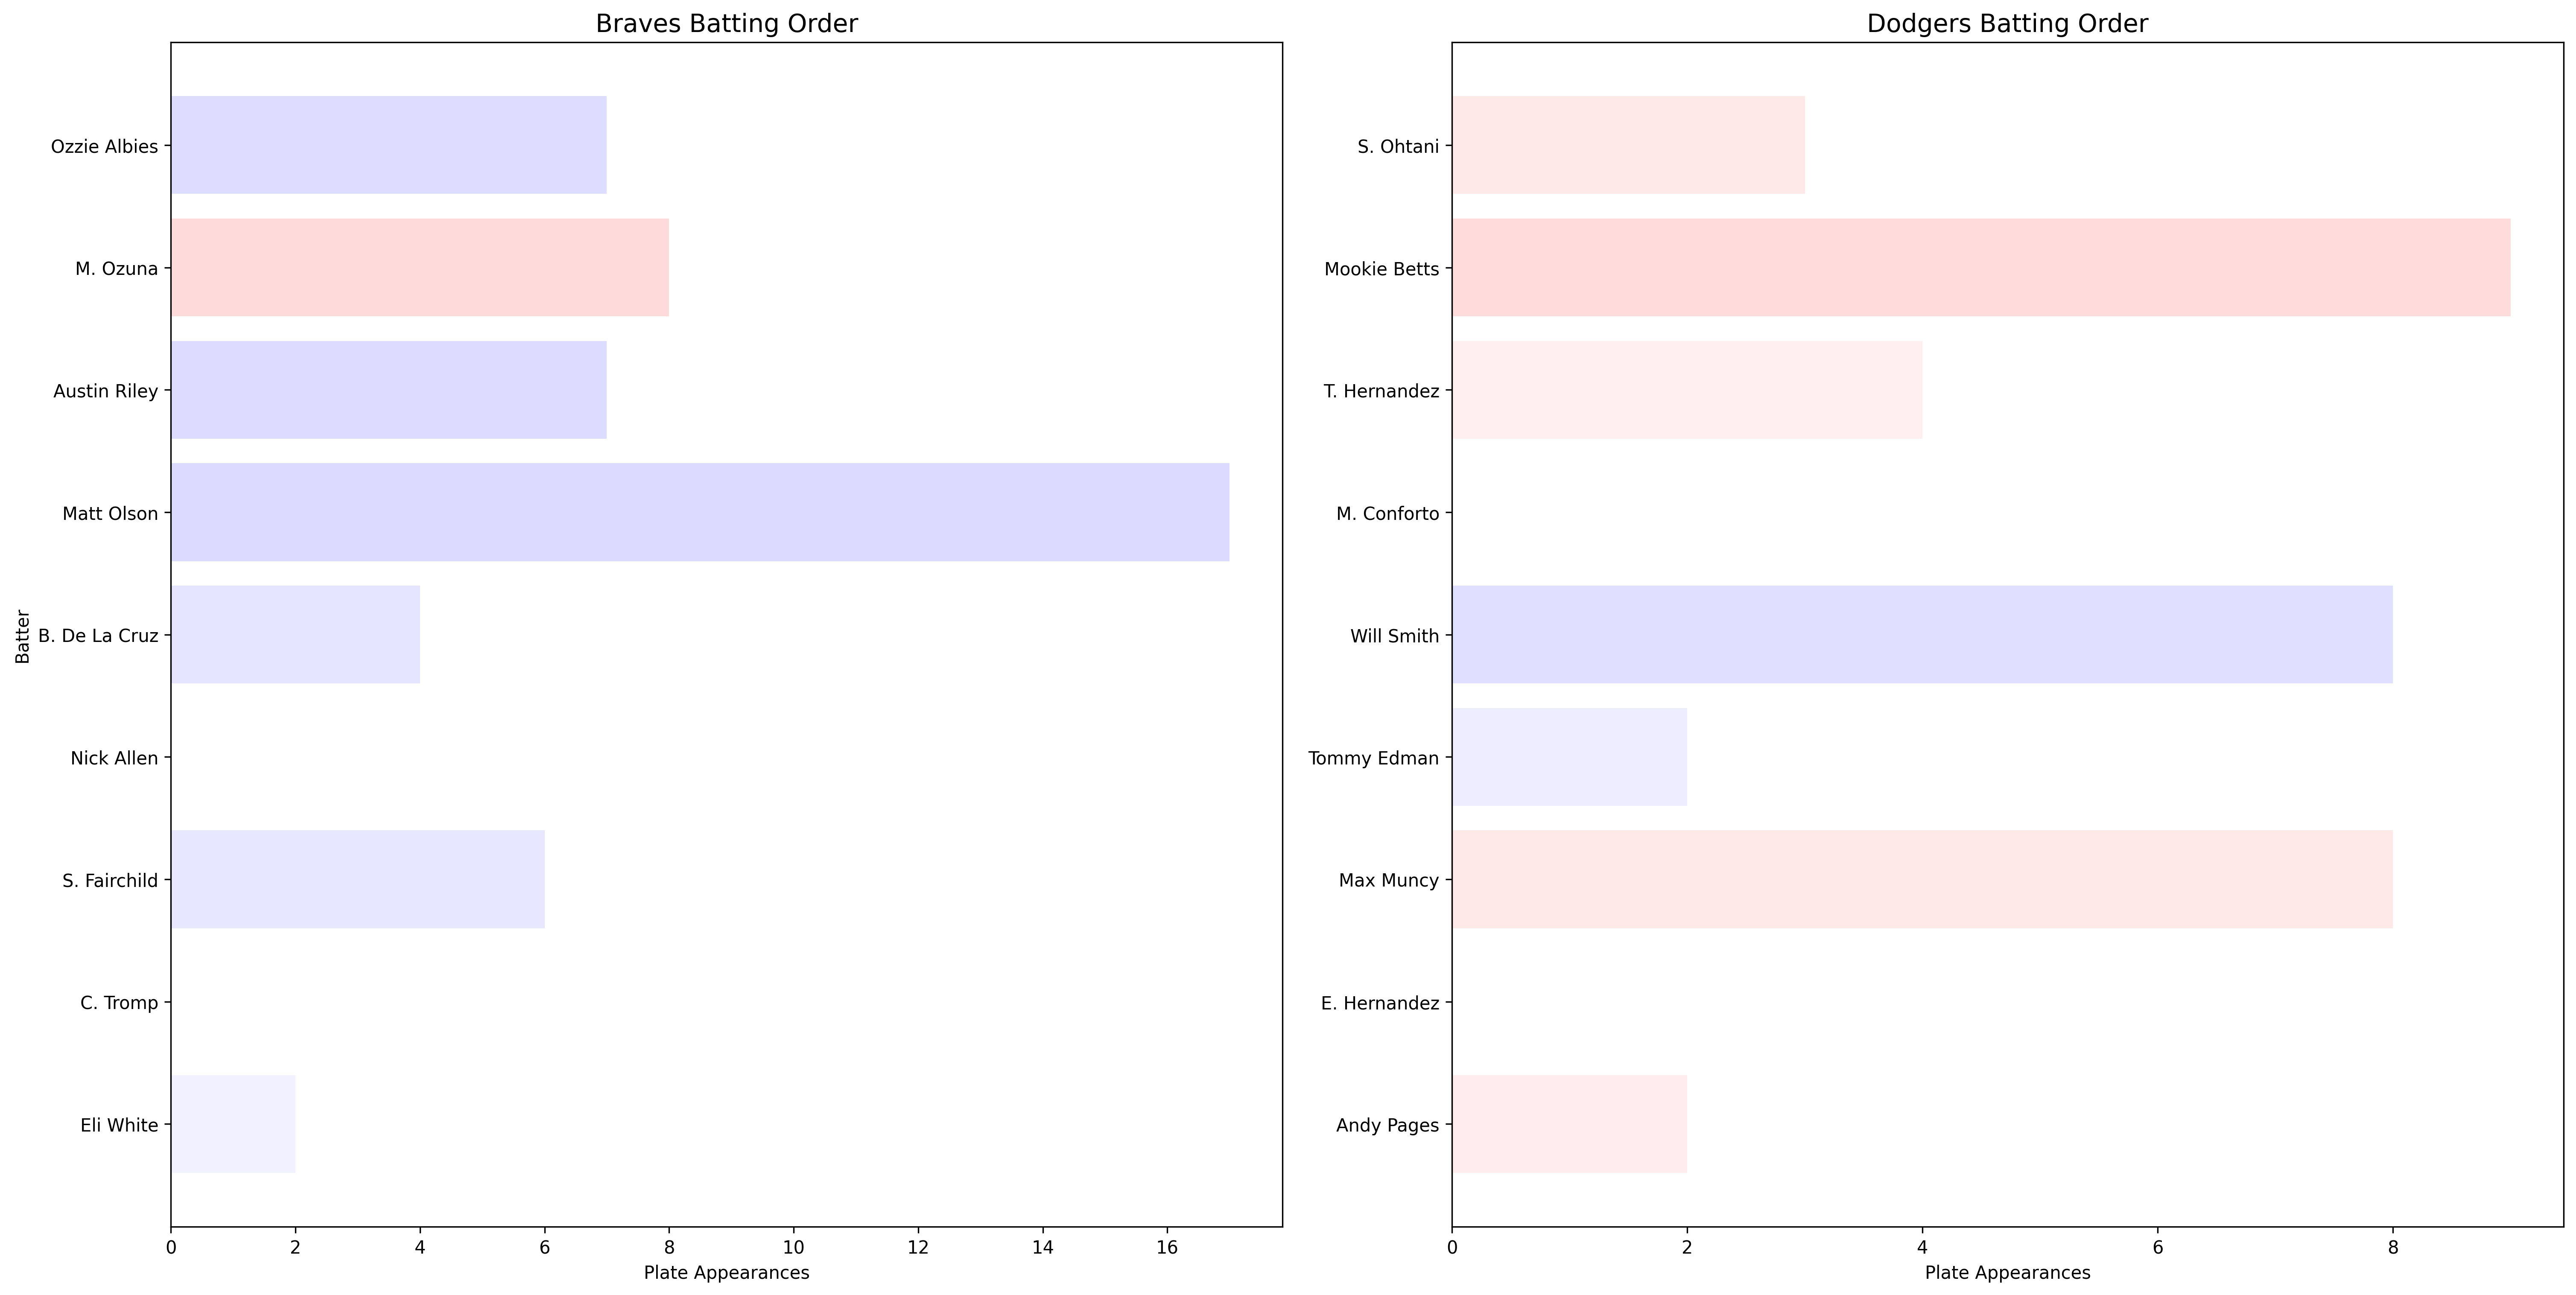 Braves Batting Order
Batter
Ozzie Albies
M. Ozuna
Austin Riley
Matt Olson
B. De La Cruz
Nick Allen
S. Fairchild
C. Tromp
Eli White
0 2 4 6 8 10 12 14 16
Plate Appearances
Dodgers Batting Order
S. Ohtani
Mookie Betts
T. Hernandez
M. Conforto
Will Smith
Tommy Edman
Max Muncy
E. Hernandez
Andy Pages
0 2 4 6 8
Plate Appearances